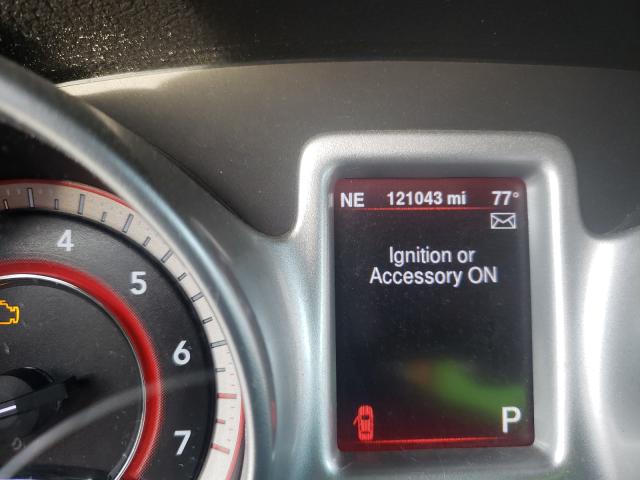 NE 121043 mi 77°
Ignition or
Accessory ON
P
4
5
6
7